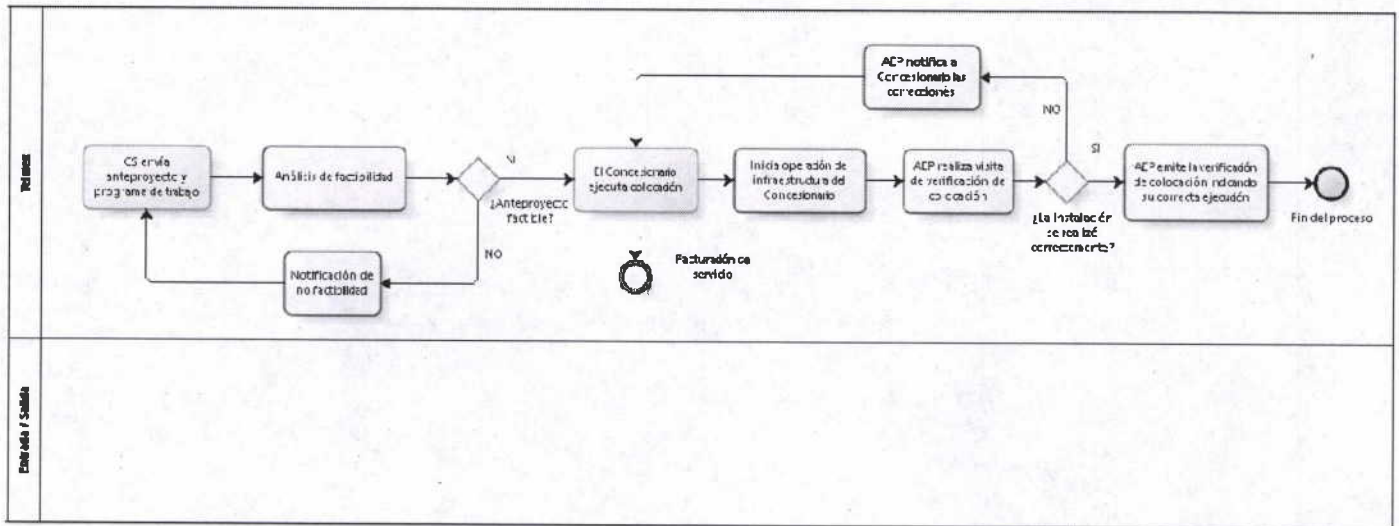 Telmex
CS envía
anteproyecto y
programa de trabajo
Análisis de factibilidad
SI
¿Anteproyecto
factible?
NO
Notificación de
no factibilidad
El Concesionario
ejecuta colocación
Facturación de
servicio
Inicia operación de
infraestructura del
Concesionario
AEP realiza visita
de verificación de
colocación
AEP notifica a
Concesionario las
correcciones
NO
SI
¿La instalación
se realizó
correctamente?
AEP emite la verificación
de colocación indicando
su correcta ejecución
Fin del proceso
Entrada / Salida